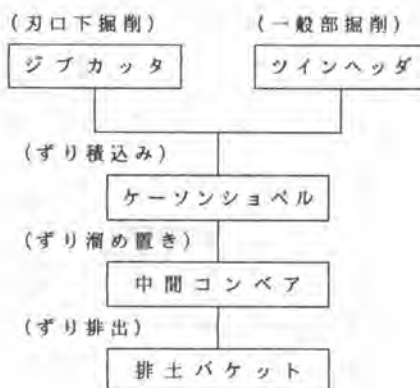 (刃口下掘削) (一般部掘削)
ジブカッタ ツインヘッダ
(ずり積込み)
ケーソンショベル
(ずり溜め置き)
中間コンベア
(ずり排出)
排土バケット